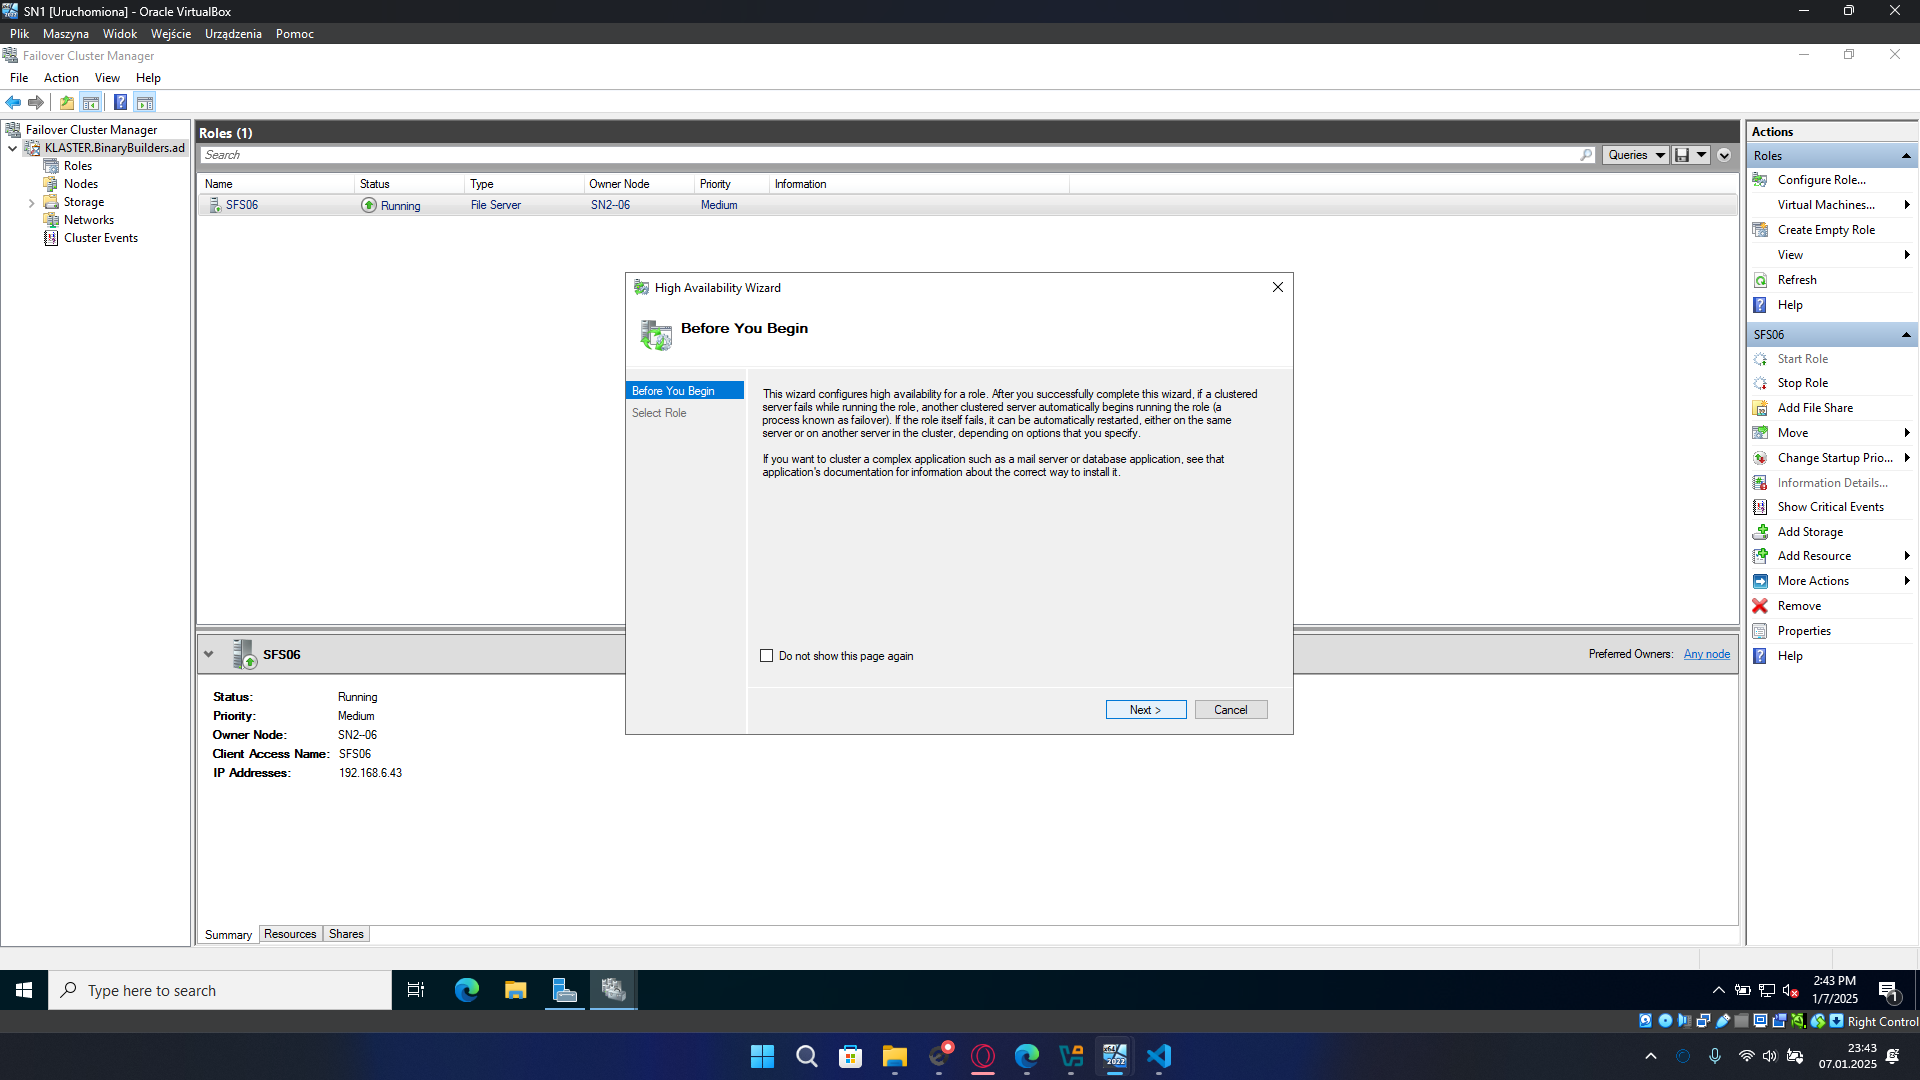 SN1 [Uruchomiona] - Oracle VirtualBox
Plik Maszyna Widok Wejście Urządzenia Pomoc
Failover Cluster Manager
File Action View Help
Failover Cluster Manager
KLASTER.BinaryBuilders.ad
Roles
Nodes
Storage
Networks
Cluster Events
Roles (1)
Search
Queries
Name Status Type Owner Node Priority Information
SFS06 Running File Server SN2--06 Medium
High Availability Wizard
Before You Begin
Before You Begin
Select Role
This wizard configures high availability for a role. After you successfully complete this wizard, if a clustered
server fails while running the role, another clustered server automatically begins running the role (a
process known as failover). If the role itself fails, it can be automatically restarted, either on the same
server or on another server in the cluster, depending on options that you specify.
If you want to cluster a complex application such as a mail server or database application, see that
application's documentation for information about the correct way to install it.
Do not show this page again
Next >
Cancel
SFS06
Preferred Owners: Any node
Status: Running
Priority: Medium
Owner Node: SN2--06
Client Access Name: SFS06
IP Addresses: 192.168.6.43
Summary Resources Shares
Actions
Roles
Configure Role...
Virtual Machines...
Create Empty Role
View
Refresh
Help
SFS06
Start Role
Stop Role
Add File Share
Move
Change Startup Prio...
Information Details...
Show Critical Events
Add Storage
Add Resource
More Actions
Remove
Properties
Help
Type here to search
2:43 PM
1/7/2025
1
Right Control
23:43
07.01.2025